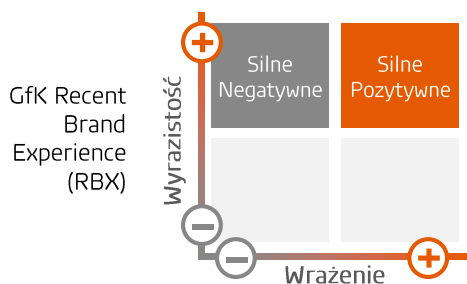 GfK Recent
Brand
Experience
(RBX)
Wyrazistość
+
Silne
Negatywne
Silne
Pozytywne
−
−
+
Wrażenie